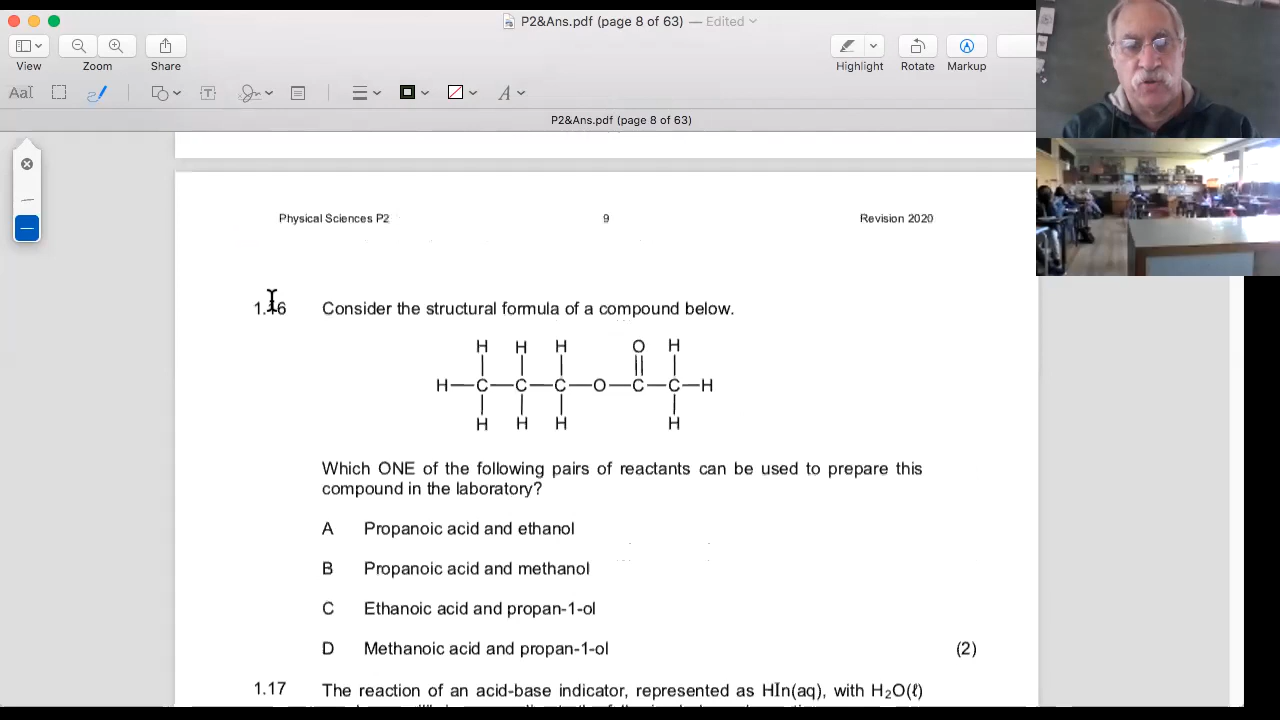 P2&Ans.pdf (page 8 of 63) — Edited
View
Zoom
Share
Highlight
Rotate
Markup
AaI
A
P2&Ans.pdf (page 8 of 63)
Physical Sciences P2 9 Revision 2020
1.16 Consider the structural formula of a compound below.
H H H O H
H—C—C—C—O—C—C—H
H H H H
Which ONE of the following pairs of reactants can be used to prepare this
compound in the laboratory?
A Propanoic acid and ethanol
B Propanoic acid and methanol
C Ethanoic acid and propan-1-ol
D Methanoic acid and propan-1-ol (2)
1.17 The reaction of an acid-base indicator, represented as HIn(aq), with H₂O(ℓ)